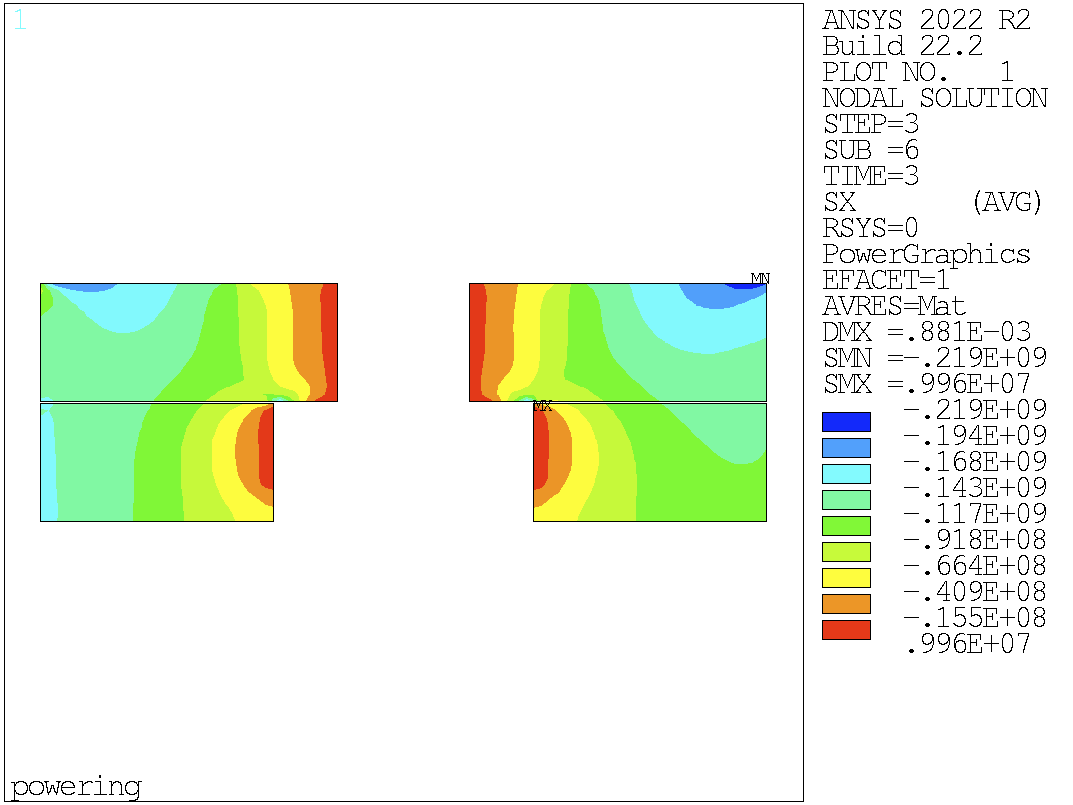 1
ANSYS 2022 R2
Build 22.2
PLOT NO. 1
NODAL SOLUTION
STEP=3
SUB =6
TIME=3
SX (AVG)
RSYS=0
PowerGraphics
EFACET=1
AVRES=Mat
DMX =.881E-03
SMN =-.219E+09
SMX =.996E+07
-.219E+09
-.194E+09
-.168E+09
-.143E+09
-.117E+09
-.918E+08
-.664E+08
-.409E+08
-.155E+08
.996E+07
MN
MX
powering